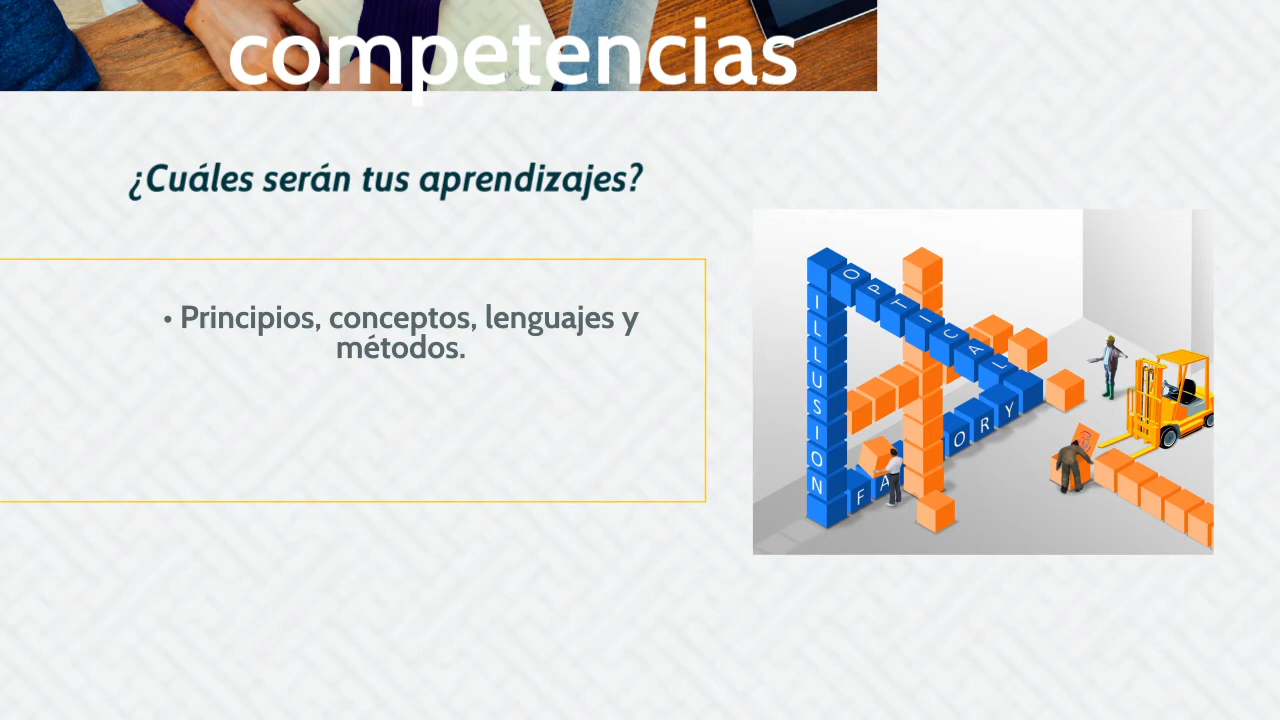 competencias
¿Cuáles serán tus aprendizajes?
• Principios, conceptos, lenguajes y
métodos.
OPTICAL
ILLUSION
FA ORY